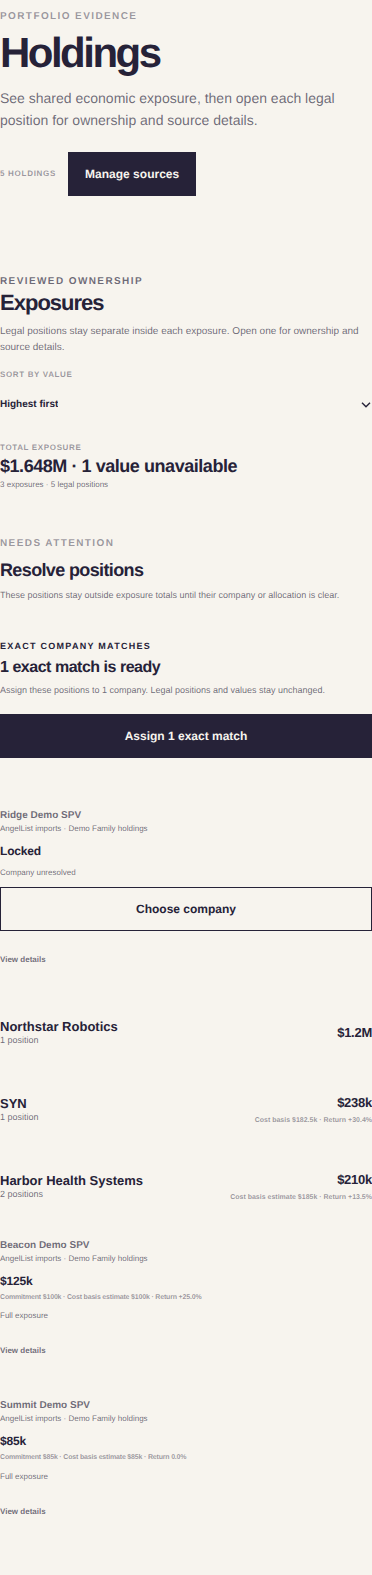 PORTFOLIO EVIDENCE
Holdings
See shared economic exposure, then open each legal
position for ownership and source details.
5 HOLDINGS
Manage sources
REVIEWED OWNERSHIP
Exposures
Legal positions stay separate inside each exposure. Open one for ownership and
source details.
SORT BY VALUE
Highest first
TOTAL EXPOSURE
$1.648M · 1 value unavailable
3 exposures · 5 legal positions
NEEDS ATTENTION
Resolve positions
These positions stay outside exposure totals until their company or allocation is clear.
EXACT COMPANY MATCHES
1 exact match is ready
Assign these positions to 1 company. Legal positions and values stay unchanged.
Assign 1 exact match
Ridge Demo SPV
AngelList imports · Demo Family holdings
Locked
Company unresolved
Choose company
View details
Northstar Robotics
$1.2M
1 position
SYN
$238k
1 position
Cost basis $182.5k · Return +30.4%
Harbor Health Systems
$210k
2 positions
Cost basis estimate $185k · Return +13.5%
Beacon Demo SPV
AngelList imports · Demo Family holdings
$125k
Commitment $100k · Cost basis estimate $100k · Return +25.0%
Full exposure
View details
Summit Demo SPV
AngelList imports · Demo Family holdings
$85k
Commitment $85k · Cost basis estimate $85k · Return 0.0%
Full exposure
View details